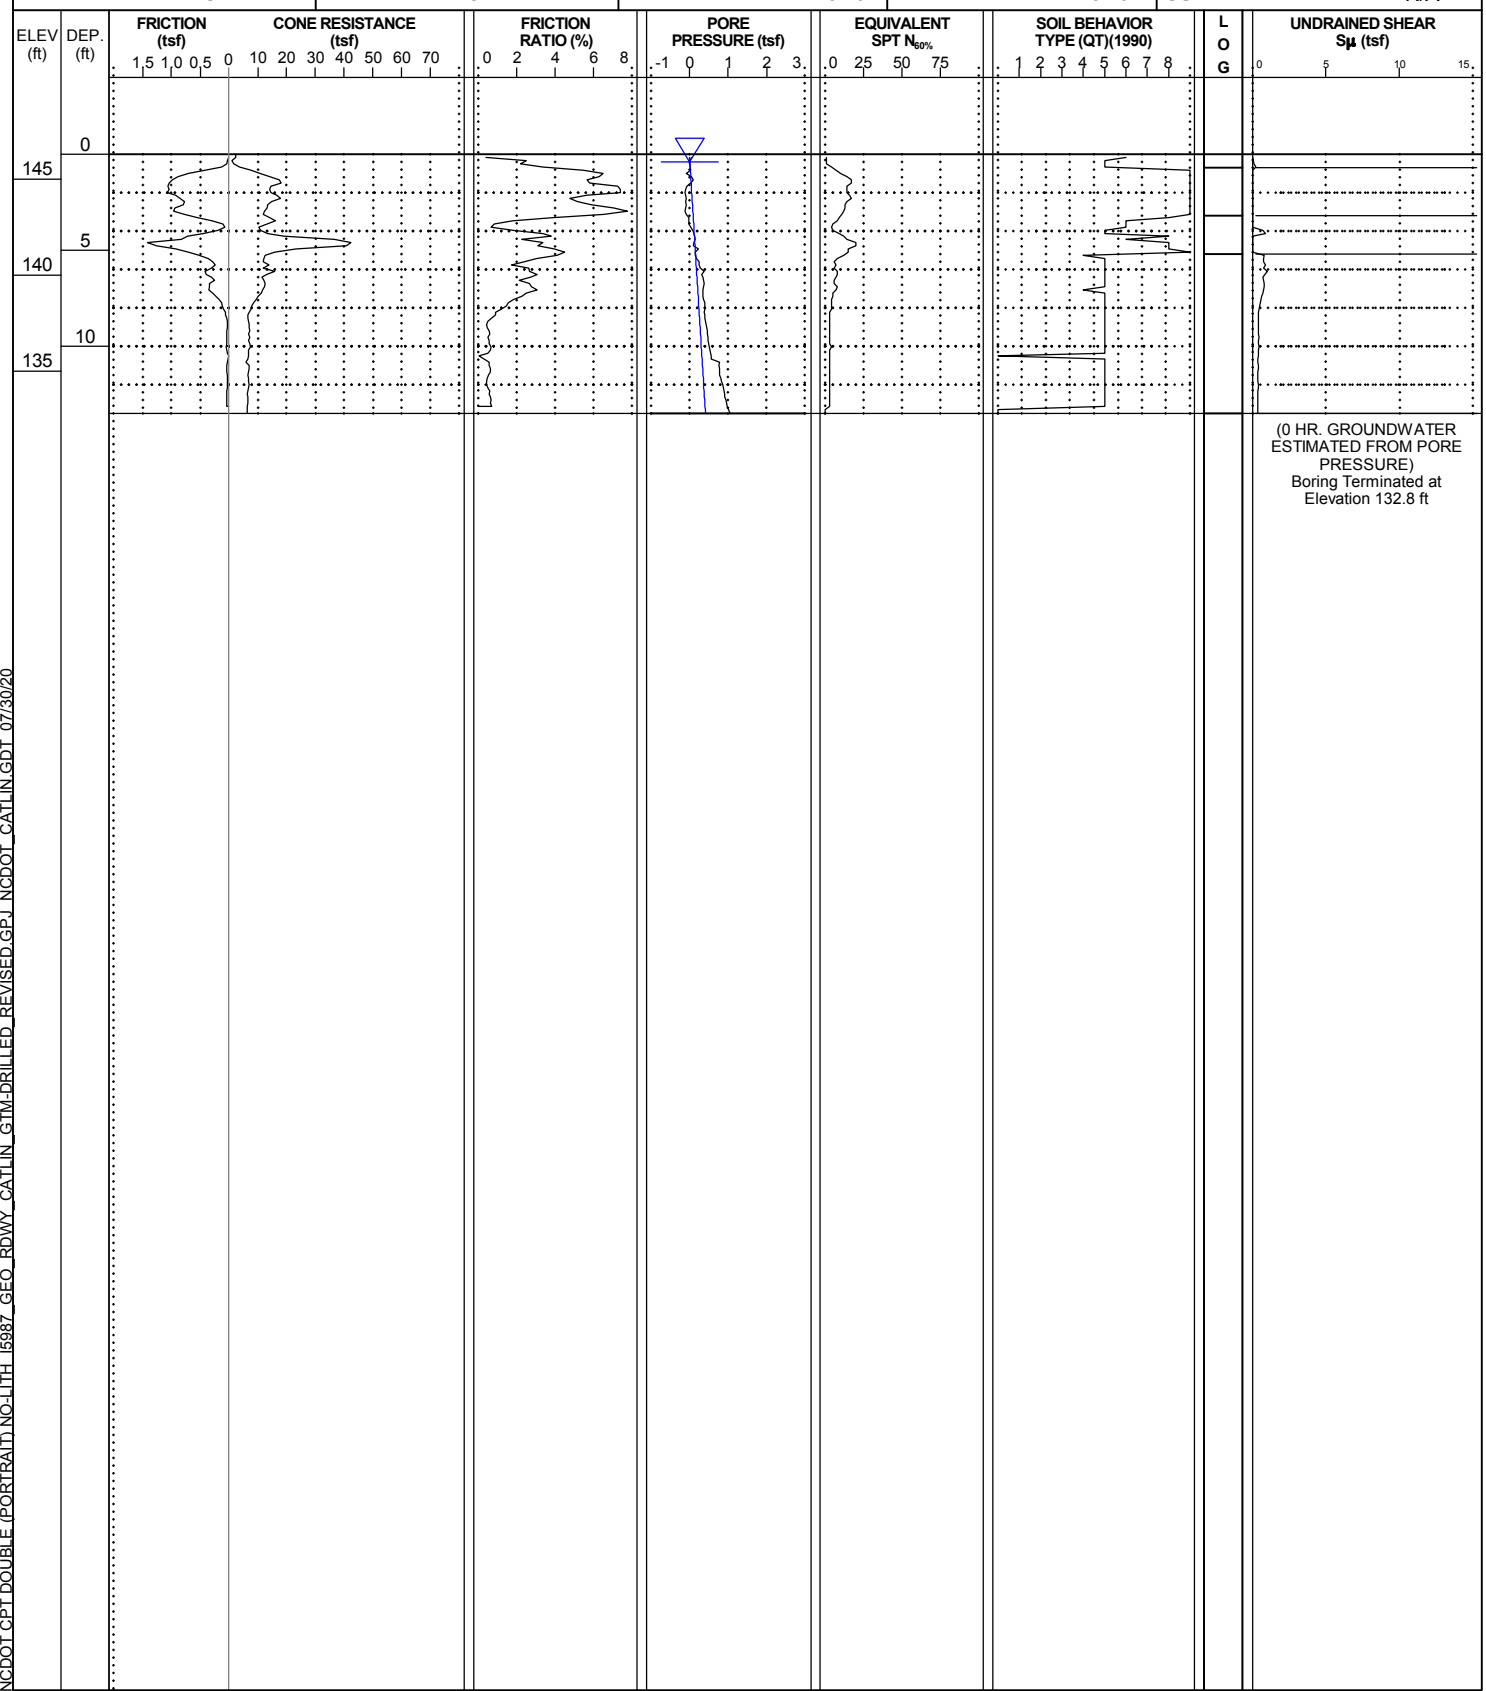 ELEV (ft)
DEP. (ft)
FRICTION (tsf)
1.5 1.0 0.5 0
CONE RESISTANCE (tsf)
10 20 30 40 50 60 70
FRICTION RATIO (%)
0 2 4 6 8
PORE PRESSURE (tsf)
-1 0 1 2 3
EQUIVALENT SPT N60%
0 25 50 75
SOIL BEHAVIOR TYPE (QT)(1990)
1 2 3 4 5 6 7 8
L
O
G
UNDRAINED SHEAR
Sμ (tsf)
0 5 10 15
0
145
5
140
10
135
(0 HR. GROUNDWATER
ESTIMATED FROM PORE
PRESSURE)
Boring Terminated at
Elevation 132.8 ft
NCDOT CPT DOUBLE (PORTRAIT) NO-LITH I5987_GEO_RDWY_CATLIN_GTM-DRILLED_REVISED.GPJ NCDOT_CATLIN.GDT 07/30/20